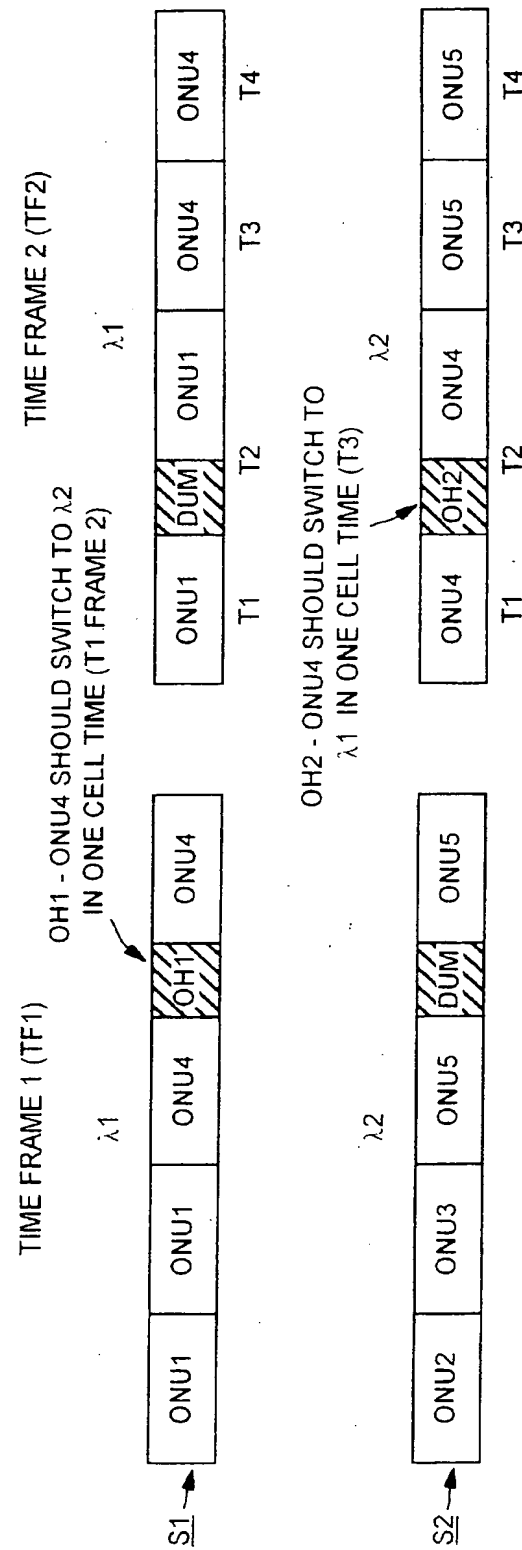 TIME FRAME 1 (TF1)
TIME FRAME 2 (TF2)
OH1 - ONU4 SHOULD SWITCH TO λ2
IN ONE CELL TIME (T1 FRAME 2)
λ1
λ1
S1
ONU1 ONU1 ONU4 OH1 ONU4
ONU1 DUM ONU1 ONU4 ONU4
T1 T2 T3 T4
OH2 - ONU4 SHOULD SWITCH TO
λ1 IN ONE CELL TIME (T3)
λ2
λ2
S2
ONU2 ONU3 ONU5 DUM ONU5
ONU4 OH2 ONU4 ONU5 ONU5
T1 T2 T3 T4